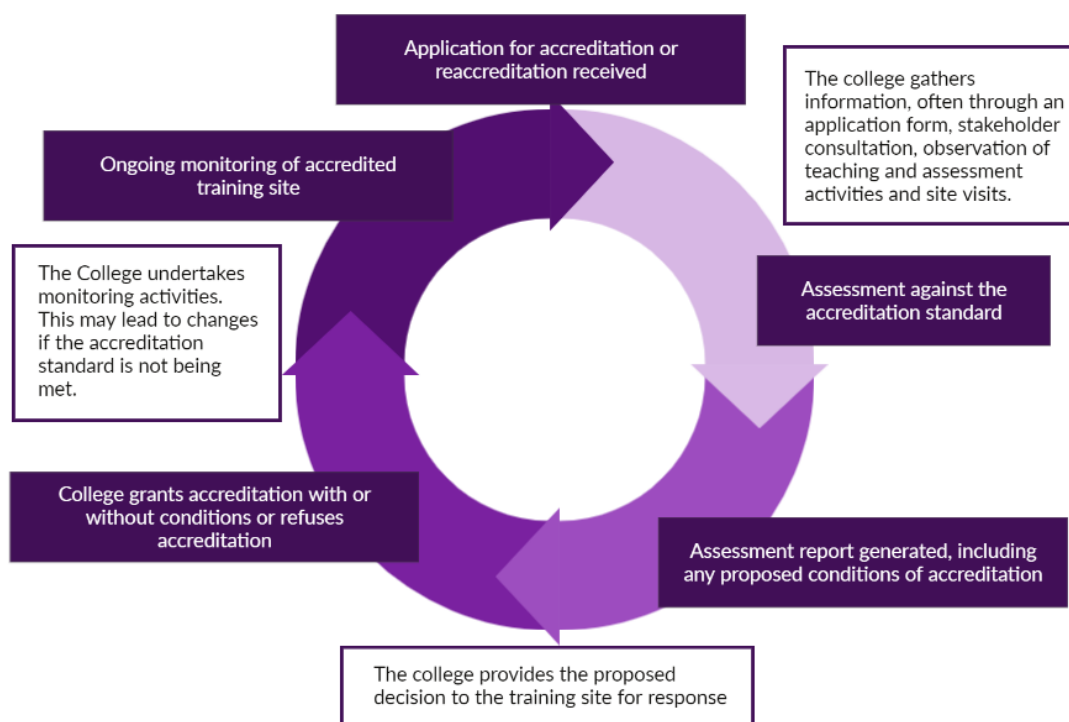 Application for accreditation or
reaccreditation received
The college gathers
information, often through an
application form, stakeholder
consultation, observation of
teaching and assessment
activities and site visits.
Assessment against the
accreditation standard
Assessment report generated, including
any proposed conditions of accreditation
The college provides the proposed
decision to the training site for response
College grants accreditation with or
without conditions or refuses
accreditation
The College undertakes
monitoring activities.
This may lead to changes
if the accreditation
standard is not being
met.
Ongoing monitoring of accredited
training site